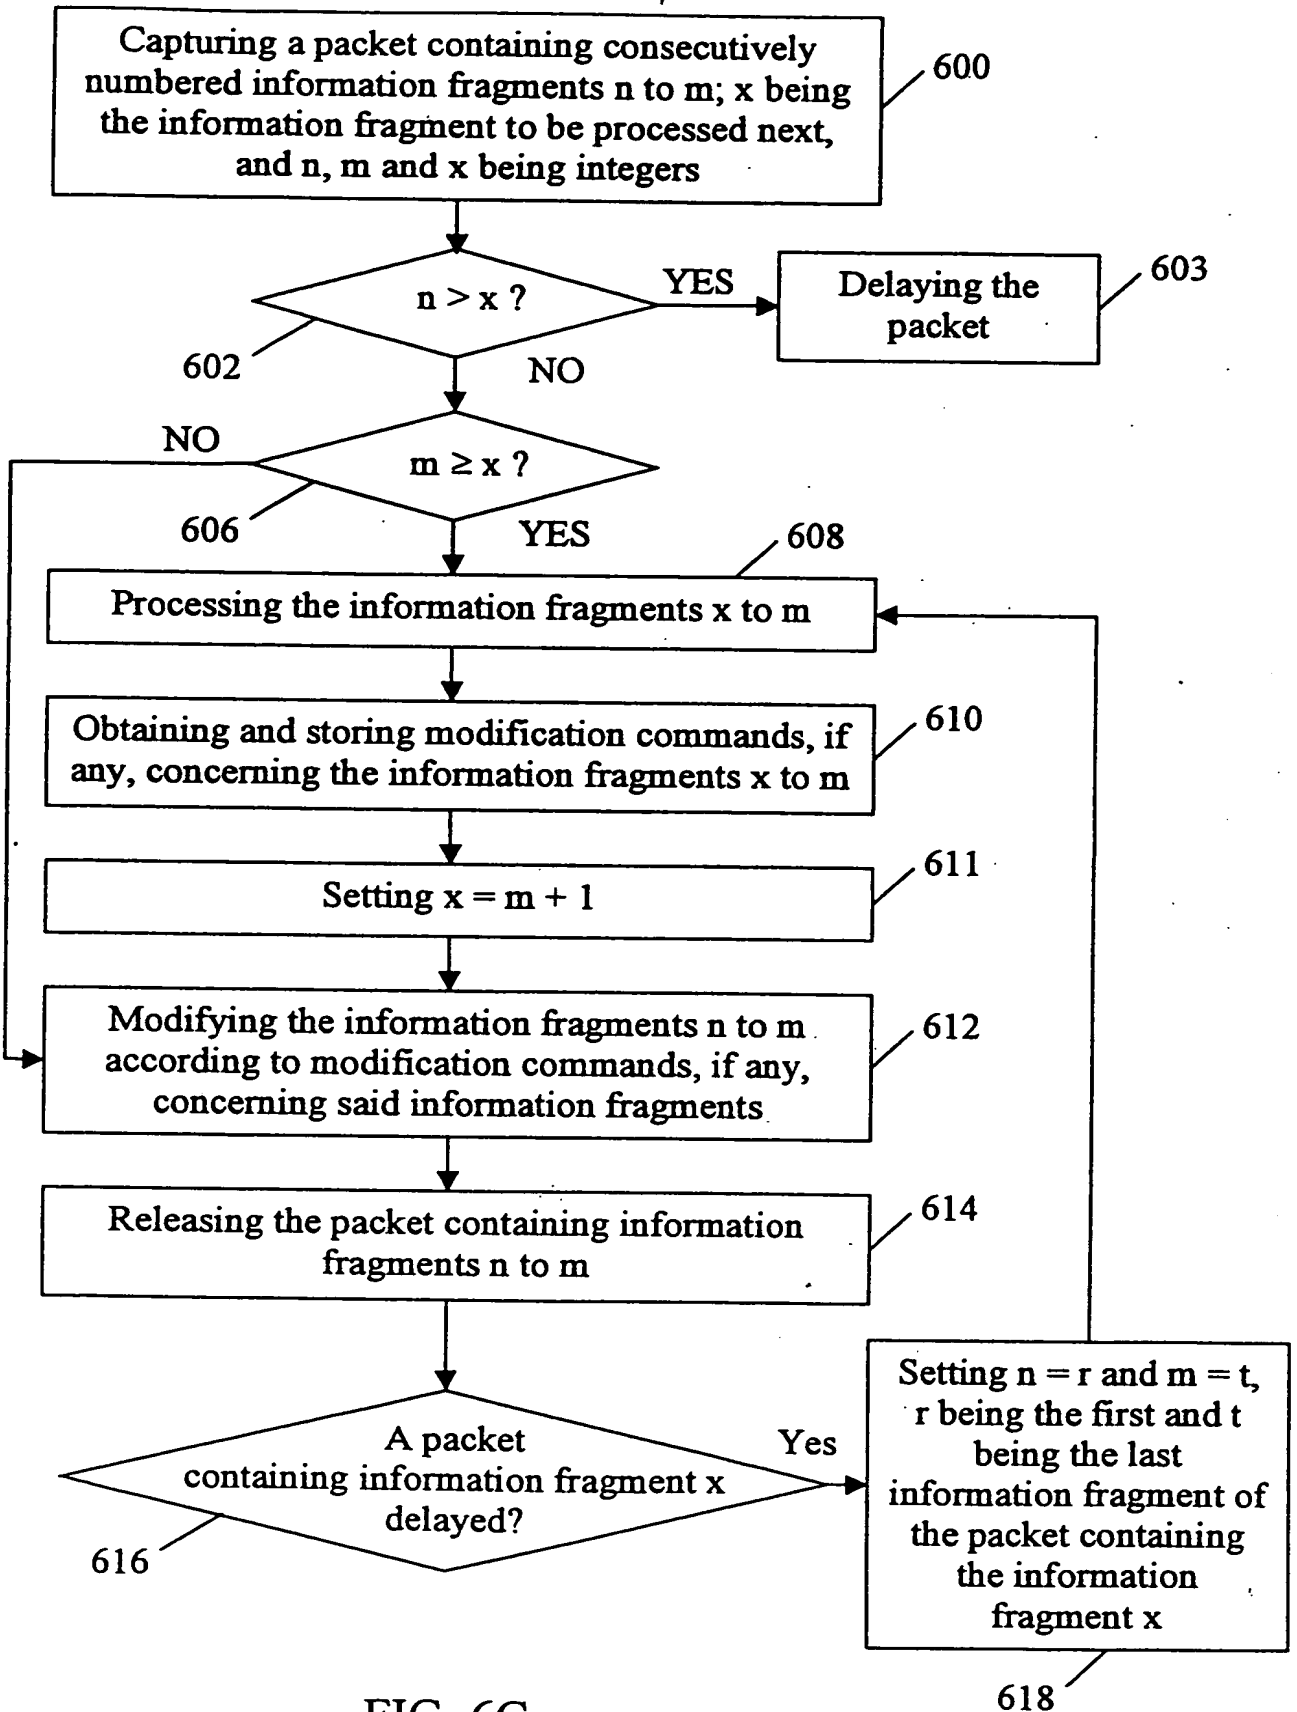 Capturing a packet containing consecutively
numbered information fragments n to m; x being
the information fragment to be processed next,
and n, m and x being integers
600
n > x ?
YES
Delaying the
packet
603
602
NO
NO
m ≥ x ?
606
YES
608
Processing the information fragments x to m
Obtaining and storing modification commands, if
any, concerning the information fragments x to m
610
Setting x = m + 1
611
Modifying the information fragments n to m
according to modification commands, if any,
concerning said information fragments
612
Releasing the packet containing information
fragments n to m
614
A packet
containing information fragment x
delayed?
Yes
616
Setting n = r and m = t,
r being the first and t
being the last
information fragment of
the packet containing
the information
fragment x
618
FIG. 6C